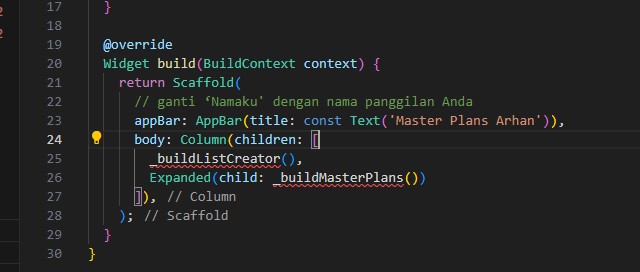 2
2
17 }
18
19 @override
20 Widget build(BuildContext context) {
21 return Scaffold(
22 // ganti ‘Namaku' dengan nama panggilan Anda
23 appBar: AppBar(title: const Text('Master Plans Arhan')),
24 body: Column(children: [
25 _buildListCreator(),
26 Expanded(child: _buildMasterPlans())
27 ]), // Column
28 ); // Scaffold
29 }
30 }